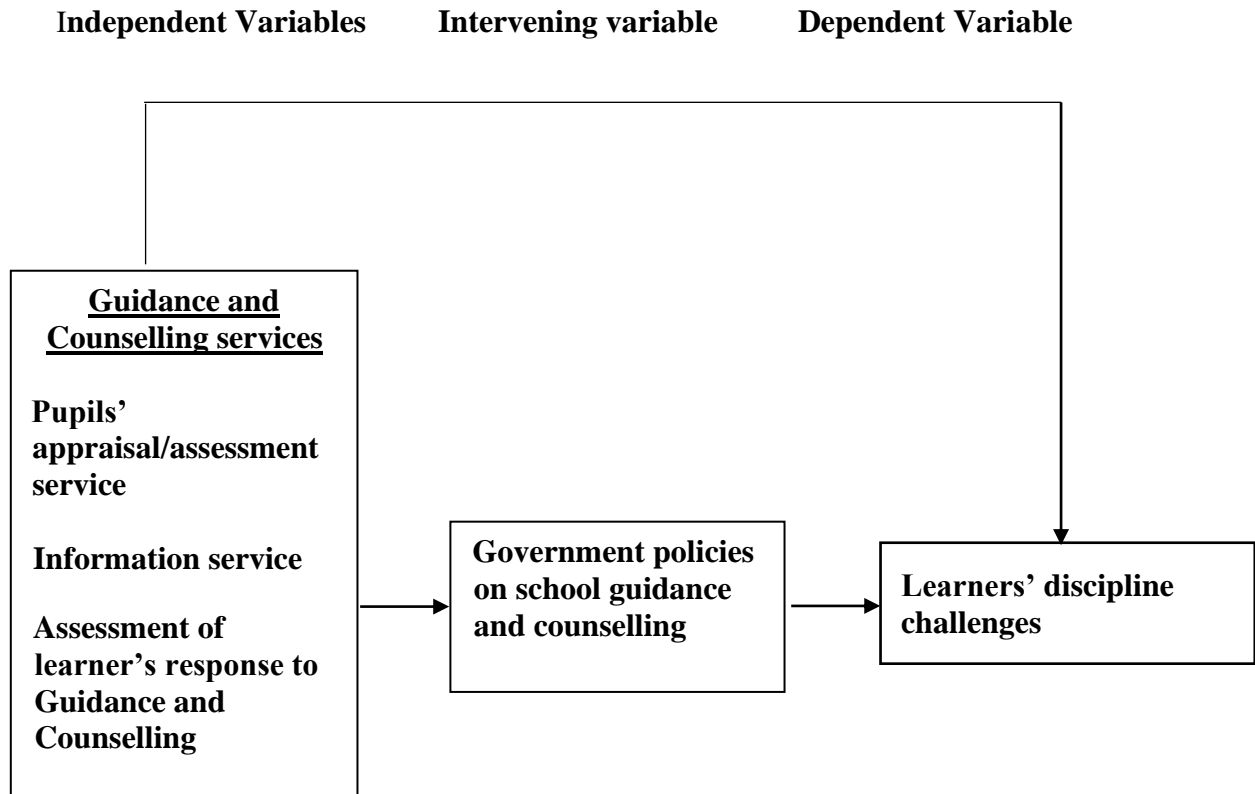 Independent Variables Intervening variable Dependent Variable
Guidance and
Counselling services
Pupils’
appraisal/assessment
service
Information service
Assessment of
learner’s response to
Guidance and
Counselling
Government policies
on school guidance
and counselling
Learners’ discipline
challenges